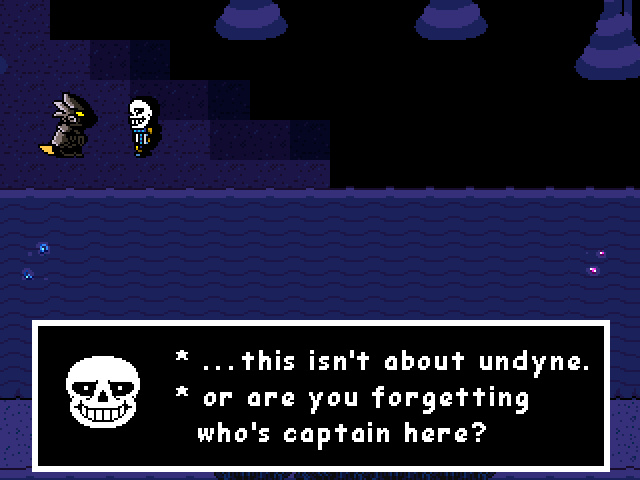 * ...this isn't about undyne.
* or are you forgetting
who's captain here?